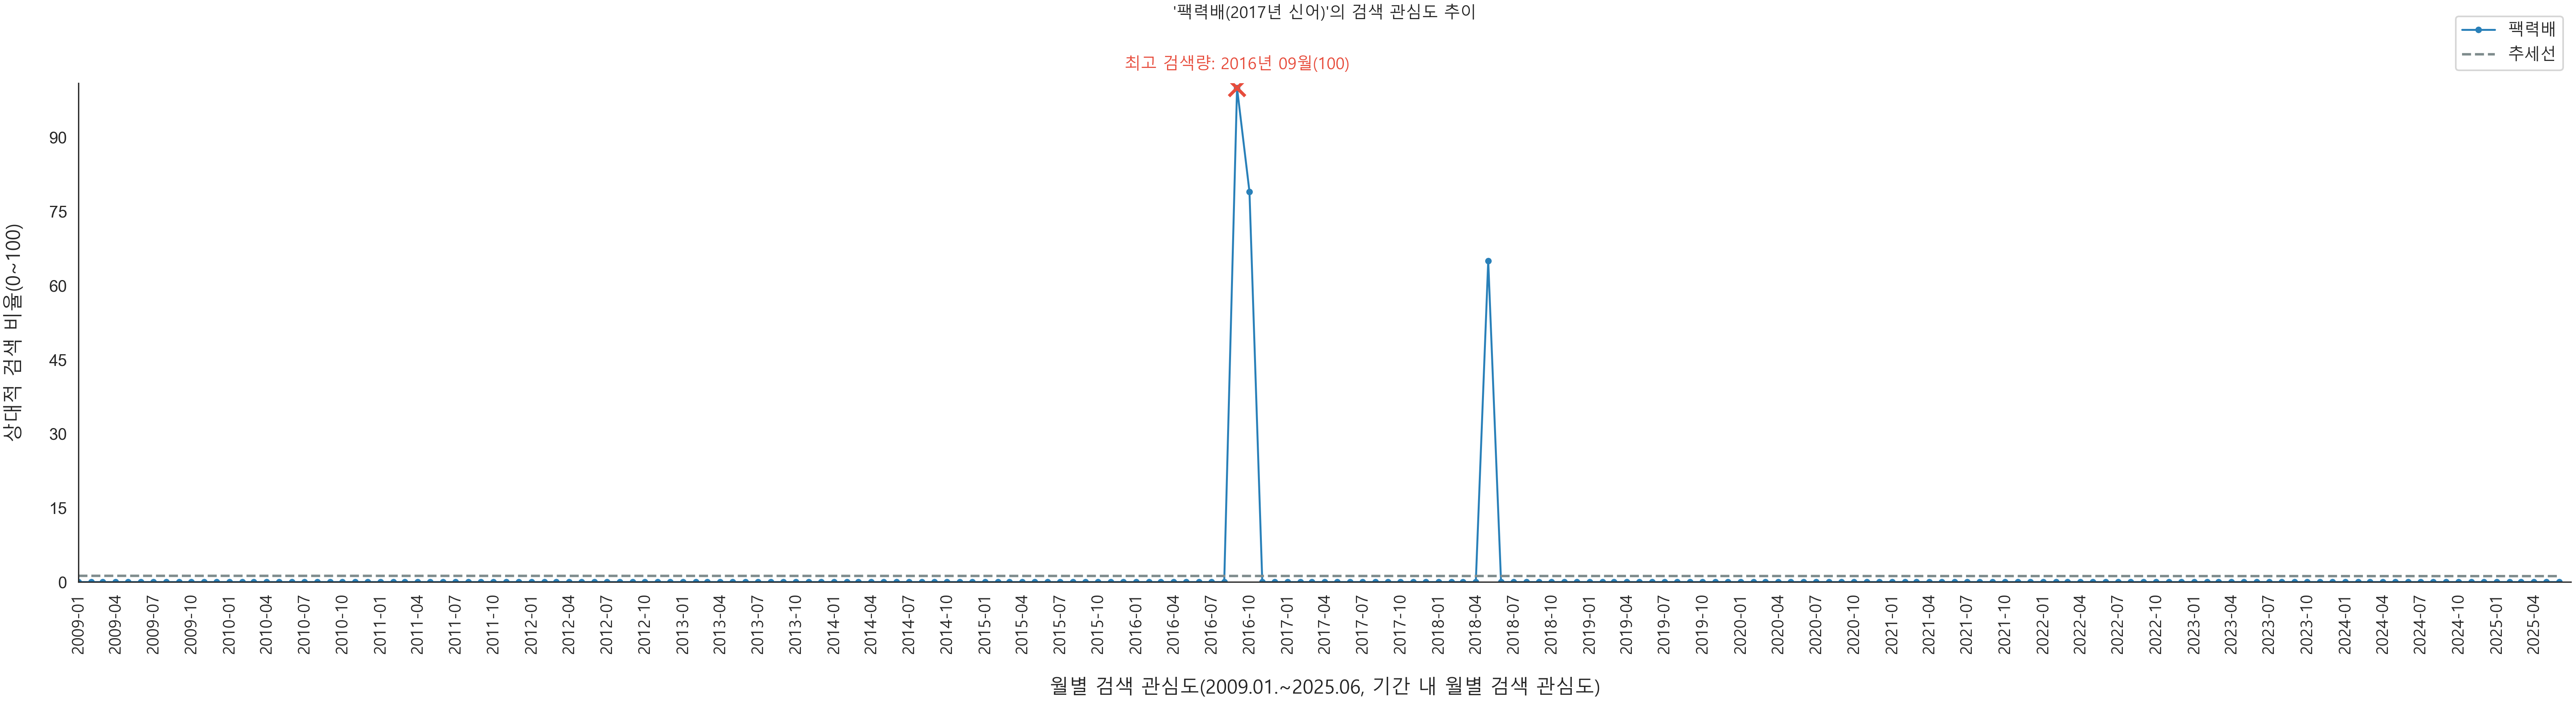 '팩력배(2017년 신어)'의 검색 관심도 추이
팩력배
추세선
최고 검색량: 2016년 09월(100)
상대적 검색 비율(0~100)
90
75
60
45
30
15
0
2009-01 2009-04 2009-07 2009-10 2010-01 2010-04 2010-07 2010-10 2011-01 2011-04 2011-07 2011-10 2012-01 2012-04 2012-07 2012-10 2013-01 2013-04 2013-07 2013-10 2014-01 2014-04 2014-07 2014-10 2015-01 2015-04 2015-07 2015-10 2016-01 2016-04 2016-07 2016-10 2017-01 2017-04 2017-07 2017-10 2018-01 2018-04 2018-07 2018-10 2019-01 2019-04 2019-07 2019-10 2020-01 2020-04 2020-07 2020-10 2021-01 2021-04 2021-07 2021-10 2022-01 2022-04 2022-07 2022-10 2023-01 2023-04 2023-07 2023-10 2024-01 2024-04 2024-07 2024-10 2025-01 2025-04
월별 검색 관심도(2009.01.~2025.06, 기간 내 월별 검색 관심도)